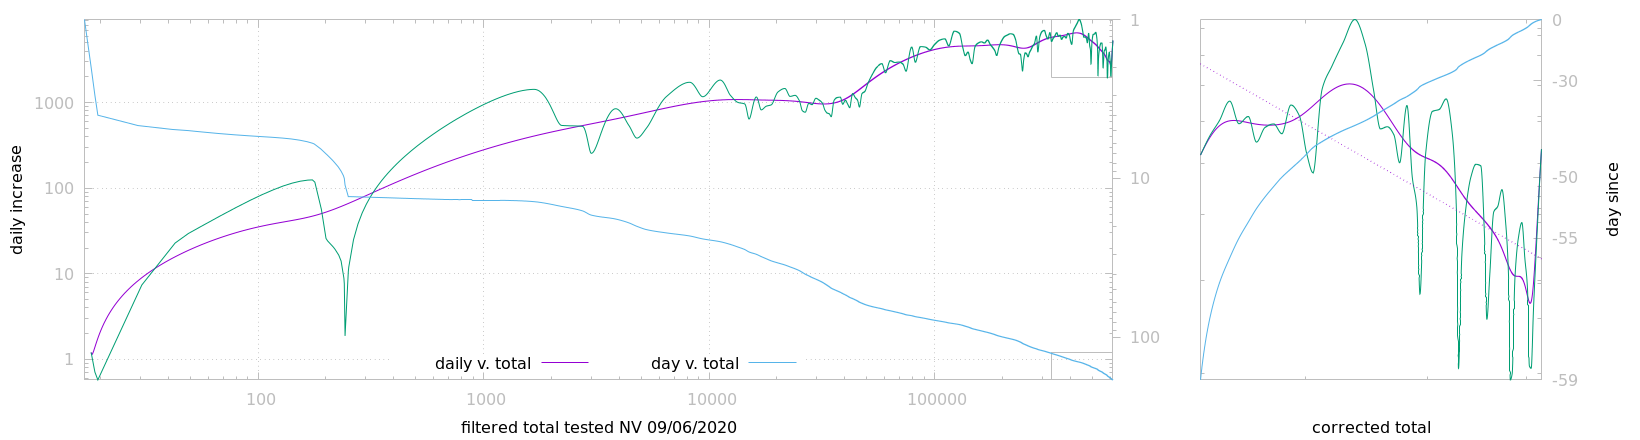 daily increase
1000
100
10
1
daily v. total
day v. total
100
1000
10000
100000
filtered total tested NV 09/06/2020
1
10
100
0
-30
-50
-55
-59
day since
corrected total